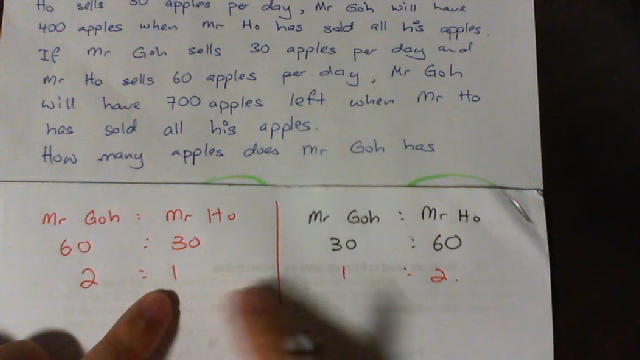 Ho sells 30 apples per day, Mr Goh will have
400 apples when Mr Ho has sold all his apples.
If Mr Goh sells 30 apples per day and
Mr Ho sells 60 apples per day, Mr Goh
will have 700 apples left when Mr Ho
has sold all his apples.
How many apples does Mr Goh has
Mr Goh : Mr Ho
60 : 30
2 : 1
Mr Goh : Mr Ho
30 : 60
1 : 2.